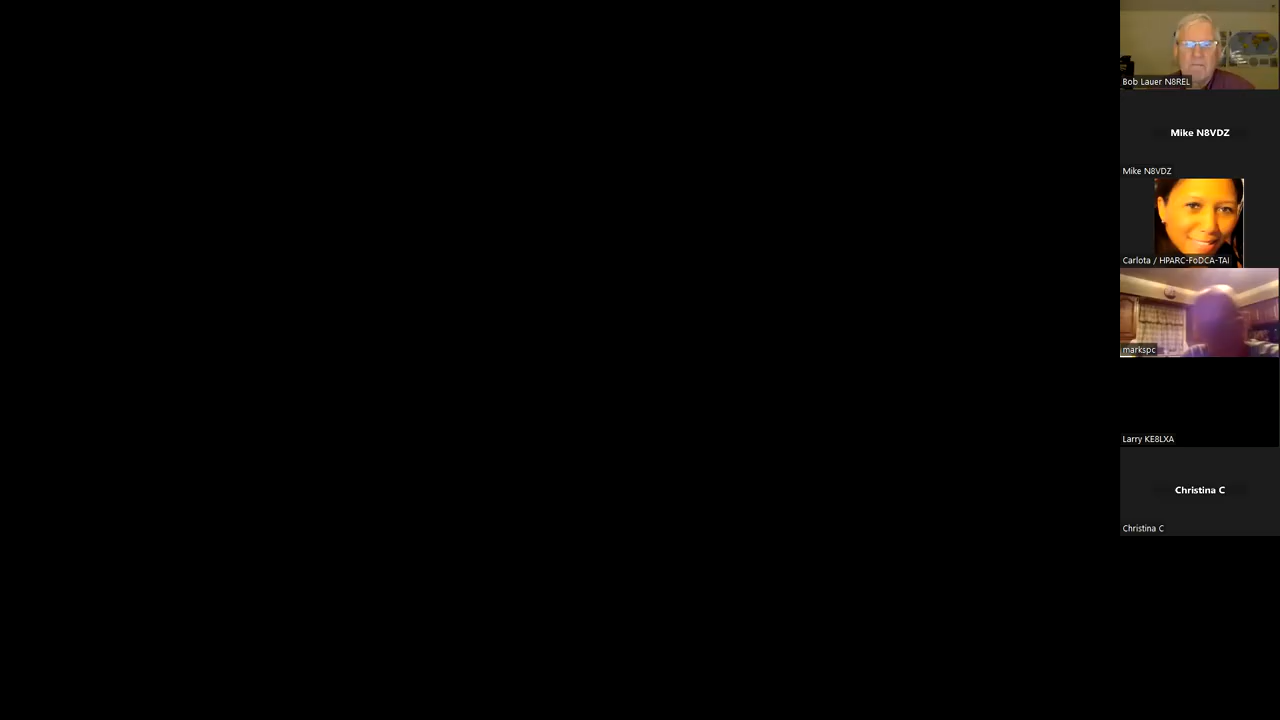 Bob Lauer N8REL
Mike N8VDZ
Mike N8VDZ
Carlota / HPARC-FoDCA-TAI
markspc
Larry KE8LXA
Christina C
Christina C